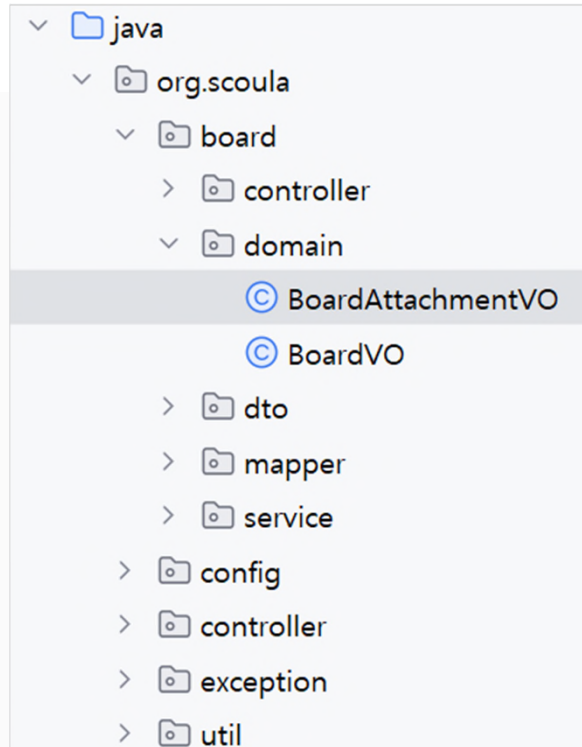 java
org.scoula
board
controller
domain
BoardAttachmentVO
BoardVO
dto
mapper
service
config
controller
exception
util